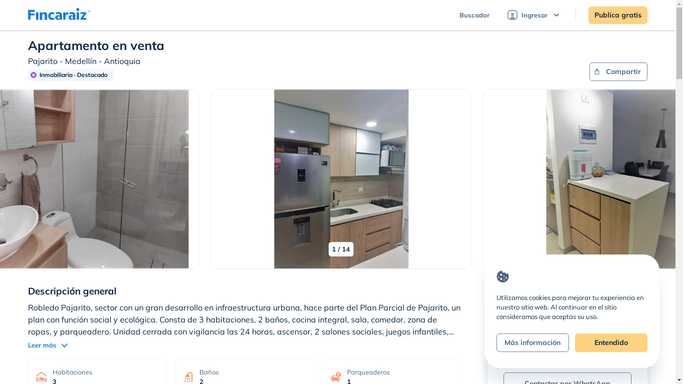 Fincaraiz
Buscador
Ingresar
Publica gratis
Apartamento en venta
Pajarito - Medellín - Antioquia
Inmobiliaria · Destacado
Compartir
1 / 14
Descripción general
Robledo Pajarito, sector con un gran desarrollo en infraestructura urbana, hace parte del Plan Parcial de Pajarito, un
plan con función social y ecológica. Consta de 3 habitaciones, 2 baños, cocina integral, sala, comedor, zona de
ropas, y parqueadero. Unidad cerrada con vigilancia las 24 horas, ascensor, 2 salones sociales, juegos infantiles,...
Leer más
Habitaciones
3
Baños
2
Parqueaderos
1
Utilizamos cookies para mejorar tu experiencia en
nuestro sitio web. Al continuar en el sitio
consideramos que aceptas su uso.
Más información
Entendido
Contactar por WhatsApp